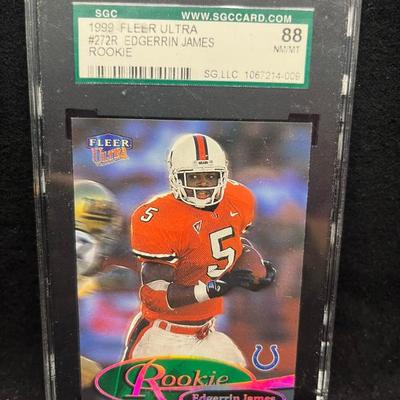 SGC
WWW.SGCCARD.COM
1999 FLEER ULTRA
#272R EDGERRIN JAMES
ROOKIE
88
NM/MT
SG, LLC 1067214-009
FLEER
ULTRA
5
5
Rookie
Edgerrin James